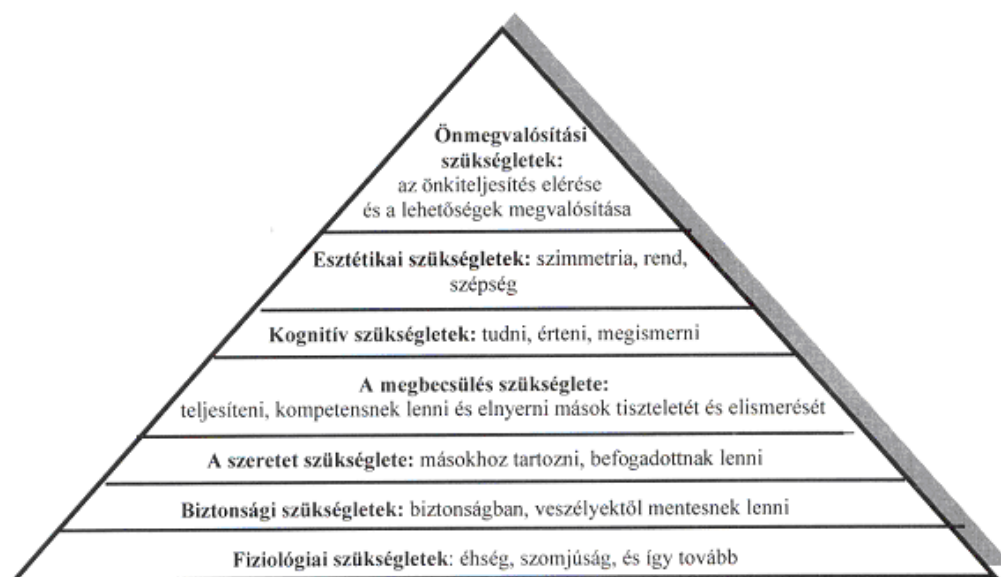 Önmegvalósítási
szükségletek:
az önkiteljesítés elérése
és a lehetőségek megvalósítása
Esztétikai szükségletek: szimmetria, rend,
szépség
Kognitív szükségletek: tudni, érteni, megismerni
A megbecsülés szükséglete:
teljesíteni, kompetensnek lenni és elnyerni mások tiszteletét és elismerését
A szeretet szükséglete: másokhoz tartozni, befogadottnak lenni
Biztonsági szükségletek: biztonságban, veszélyektől mentesnek lenni
Fiziológiai szükségletek: éhség, szomjúság, és így tovább